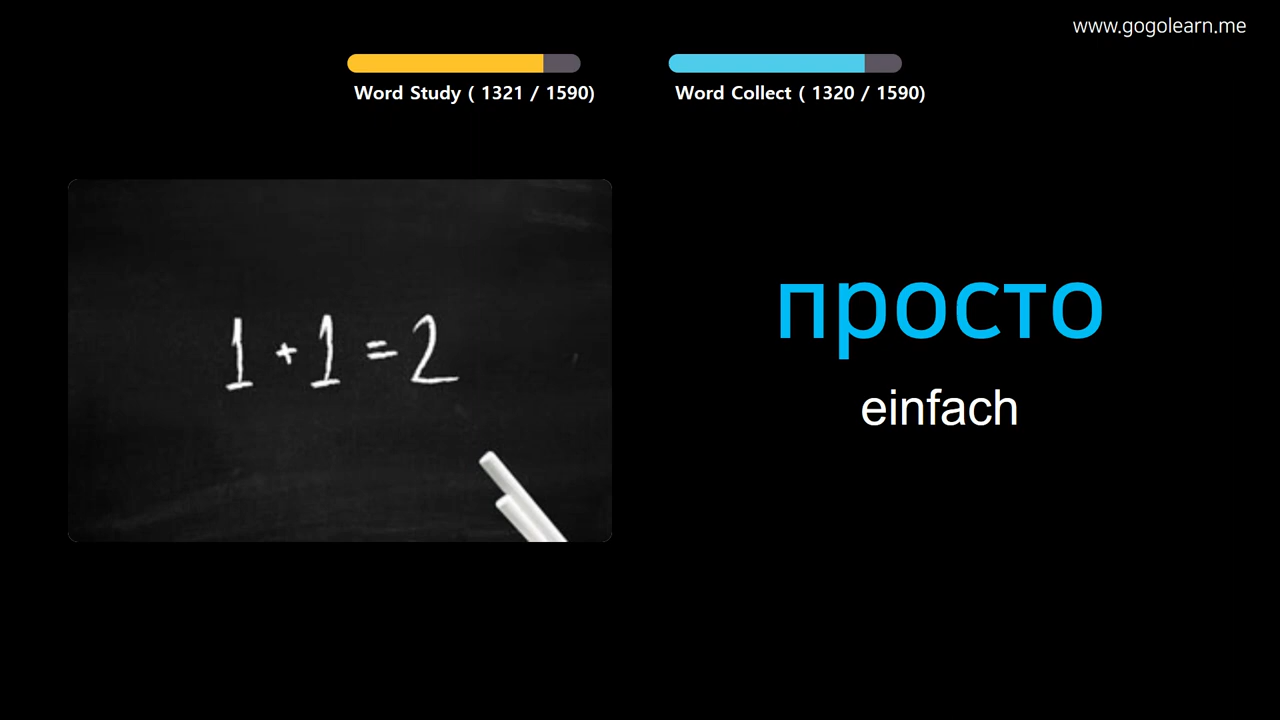 www.gogolearn.me
Word Study ( 1321 / 1590)
Word Collect ( 1320 / 1590)
1 + 1 = 2
просто
einfach